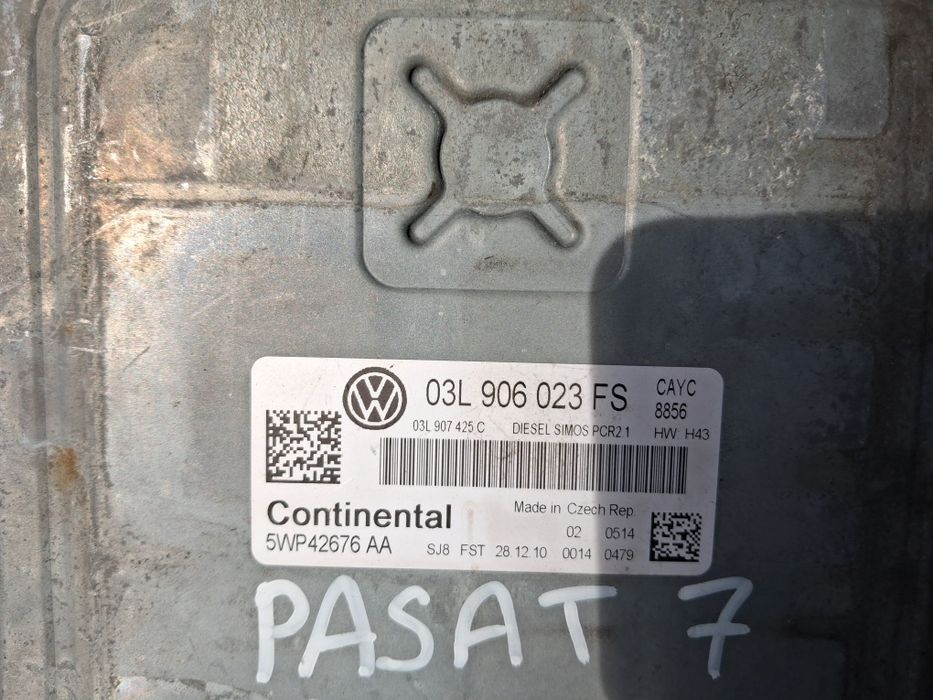 03L 906 023 FS
CAYC
8856
03L 907 425 C DIESEL SIMOS PCR2.1 HW H43
Continental
Made in Czech Rep.
02 0514
5WP42676 AA SJ8 FST 28.12.10 0014 0479
PASAT 7